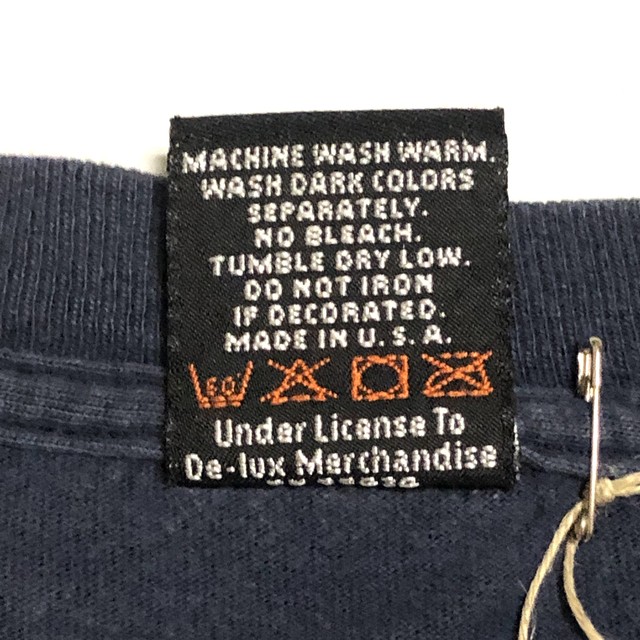 MACHINE WASH WARM.
WASH DARK COLORS
SEPARATELY.
NO BLEACH.
TUMBLE DRY LOW.
DO NOT IRON
IF DECORATED.
MADE IN U.S.A.
60
Under License To
De-lux Merchandise